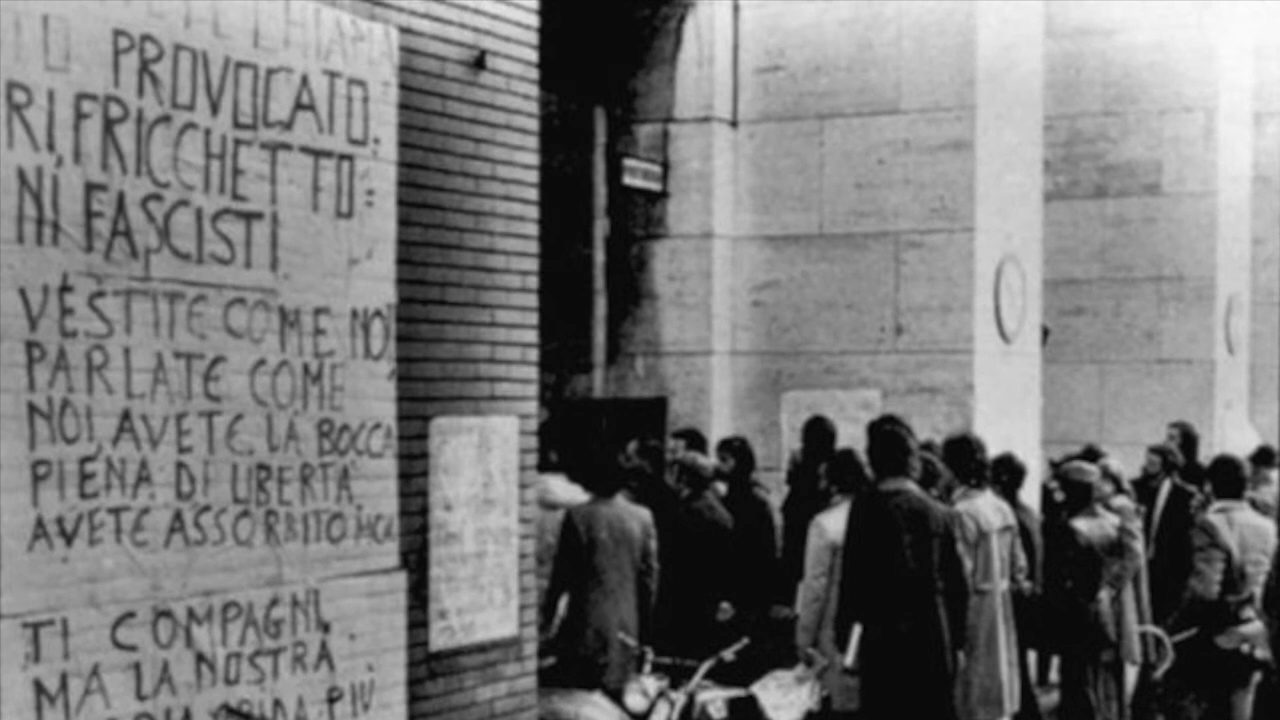 PROVOCATO=
RI, FRICCHETTO=
NI, FASCISTI
VESTITE COME NOI
PARLATE COME
NOI, AVETE LA BOCCA
PIENA DI LIBERTÀ
AVETE ASSORBITO
TI COMPAGNI,
MA LA NOSTRA
PIÙ